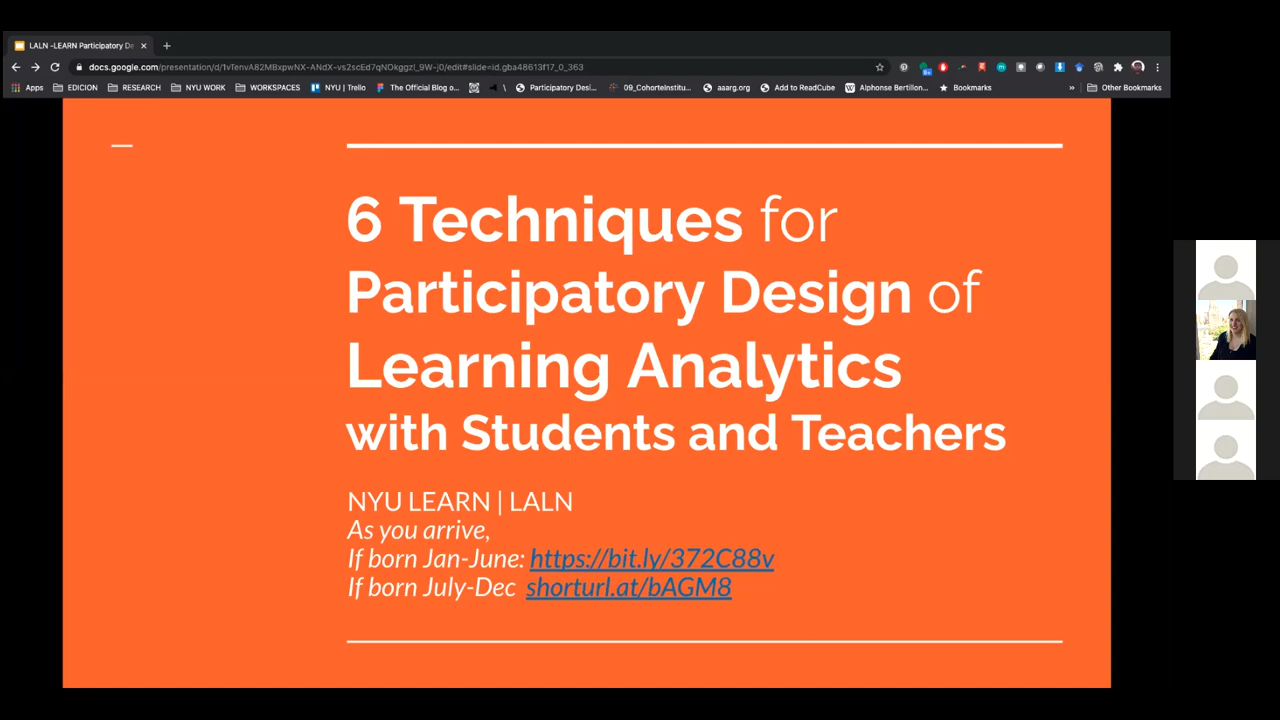 LALN -LEARN Participatory De
docs.google.com/presentation/d/1vTenvA82MBxpwNX-ANdX-vs2scEd7qNOkggzl_9W-j0/edit#slide=id.gba48613f17_0_363
Apps EDICION RESEARCH NYU WORK WORKSPACES NYU | Trello The Official Blog o... \ Participatory Desi... 09_CohorteInstitu... aaarg.org Add to ReadCube Alphonse Bertillon... Bookmarks » Other Bookmarks
6 Techniques for
Participatory Design of
Learning Analytics
with Students and Teachers
NYU LEARN | LALN
As you arrive,
If born Jan-June: https://bit.ly/372C88v
If born July-Dec shorturl.at/bAGM8